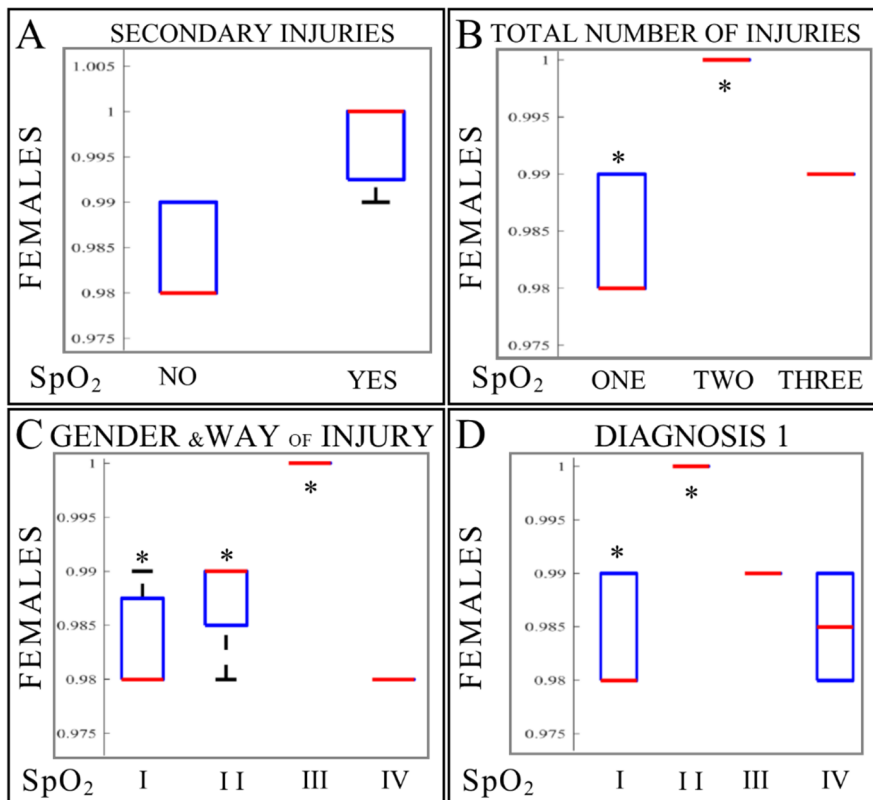 A SECONDARY INJURIES
1.005
1
0.995
0.99
0.985
0.98
0.975
FEMALES
SpO₂ NO YES
B TOTAL NUMBER OF INJURIES
1
0.995
0.99
0.985
0.98
0.975
* * 
FEMALES
SpO₂ ONE TWO THREE
C GENDER & WAY OF INJURY
1
0.995
0.99
0.985
0.98
0.975
* * *
FEMALES
SpO₂ I II III IV
D DIAGNOSIS 1
1
0.995
0.99
0.985
0.98
0.975
* *
FEMALES
SpO₂ I II III IV